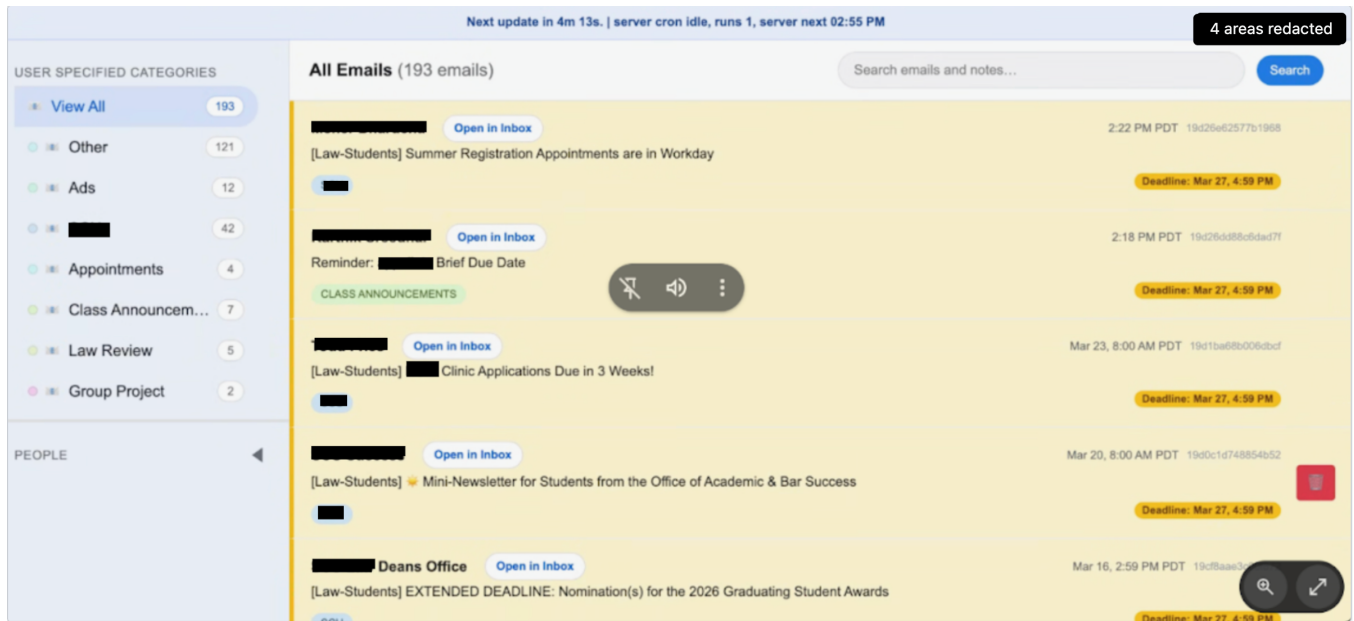 Next update in 4m 13s. | server cron idle, runs 1, server next 02:55 PM
4 areas redacted
USER SPECIFIED CATEGORIES
View All 193
Other 121
Ads 12
42
Appointments 4
Class Announcem... 7
Law Review 5
Group Project 2
PEOPLE
All Emails (193 emails)
Search emails and notes...
Search
Open in Inbox
2:22 PM PDT 19d26e62577b1968
[Law-Students] Summer Registration Appointments are in Workday
Deadline: Mar 27, 4:59 PM
Open in Inbox
2:18 PM PDT 19d26dd88c6dad7f
Reminder: Brief Due Date
CLASS ANNOUNCEMENTS
Deadline: Mar 27, 4:59 PM
Open in Inbox
Mar 23, 8:00 AM PDT 19d1ba68b006dbcf
[Law-Students] Clinic Applications Due in 3 Weeks!
Deadline: Mar 27, 4:59 PM
Open in Inbox
Mar 20, 8:00 AM PDT 19d0c1d748854b52
[Law-Students] Mini-Newsletter for Students from the Office of Academic & Bar Success
Deadline: Mar 27, 4:59 PM
Deans Office
Open in Inbox
Mar 16, 2:59 PM PDT
[Law-Students] EXTENDED DEADLINE: Nomination(s) for the 2026 Graduating Student Awards
Deadline: Mar 27, 4:59 PM